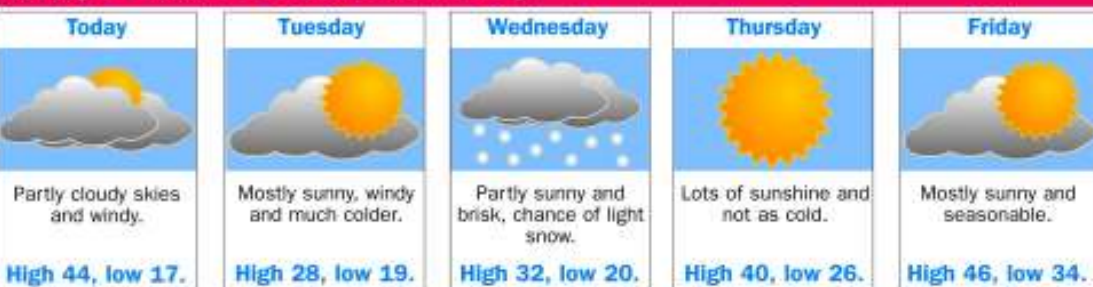 Today
Partly cloudy skies
and windy.
High 44, low 17.
Tuesday
Mostly sunny, windy
and much colder.
High 28, low 19.
Wednesday
Partly sunny and
brisk, chance of light
snow.
High 32, low 20.
Thursday
Lots of sunshine and
not as cold.
High 40, low 26.
Friday
Mostly sunny and
seasonable.
High 46, low 34.